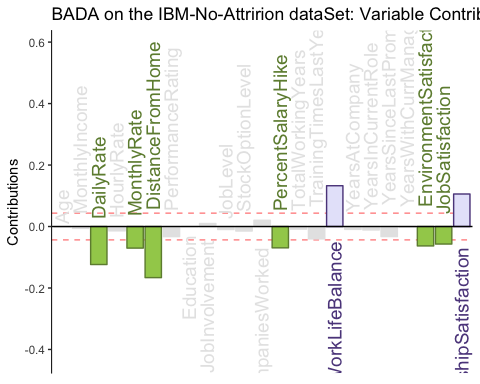 BADA on the IBM-No-Attririon dataSet: Variable Contrib
Contributions
0.6
0.4
0.2
0.0
-0.2
-0.4
Age
MonthlyIncome
DailyRate
HourlyRate
MonthlyRate
DistanceFromHome
PerformanceRating
Education
JobInvolvement
JobLevel
StockOptionLevel
mpaniesWorked
PercentSalaryHike
TotalWorkingYears
TrainingTimesLastYe
WorkLifeBalance
YearsAtCompany
YearsInCurrentRole
YearsSinceLastProm
YearsWithCurrManag
EnvironmentSatisfact
JobSatisfaction
shipSatisfaction